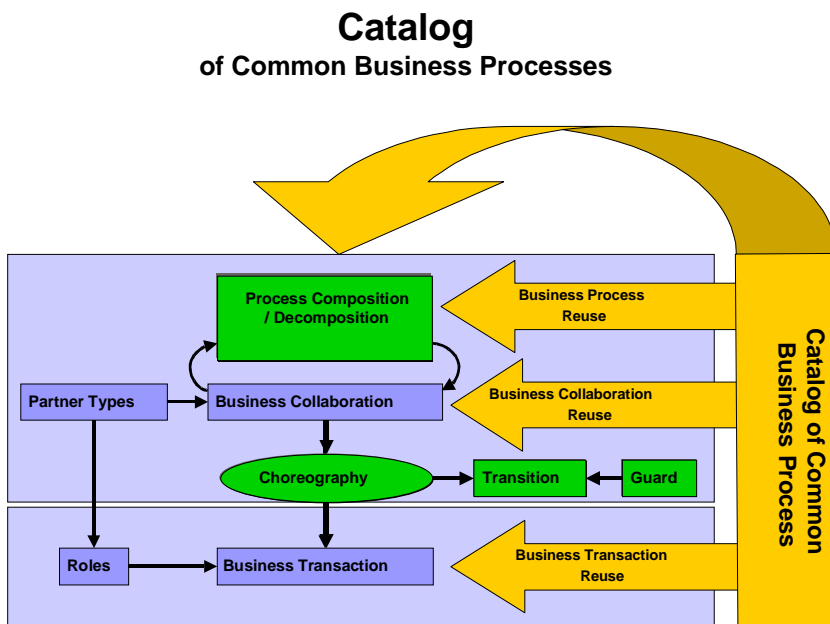 Catalog
of Common Business Processes
Process Composition
/ Decomposition
Business Process
Reuse
Partner Types
Business Collaboration
Business Collaboration
Reuse
Choreography
Transition
Guard
Roles
Business Transaction
Business Transaction
Reuse
Catalog of Common
Business Process